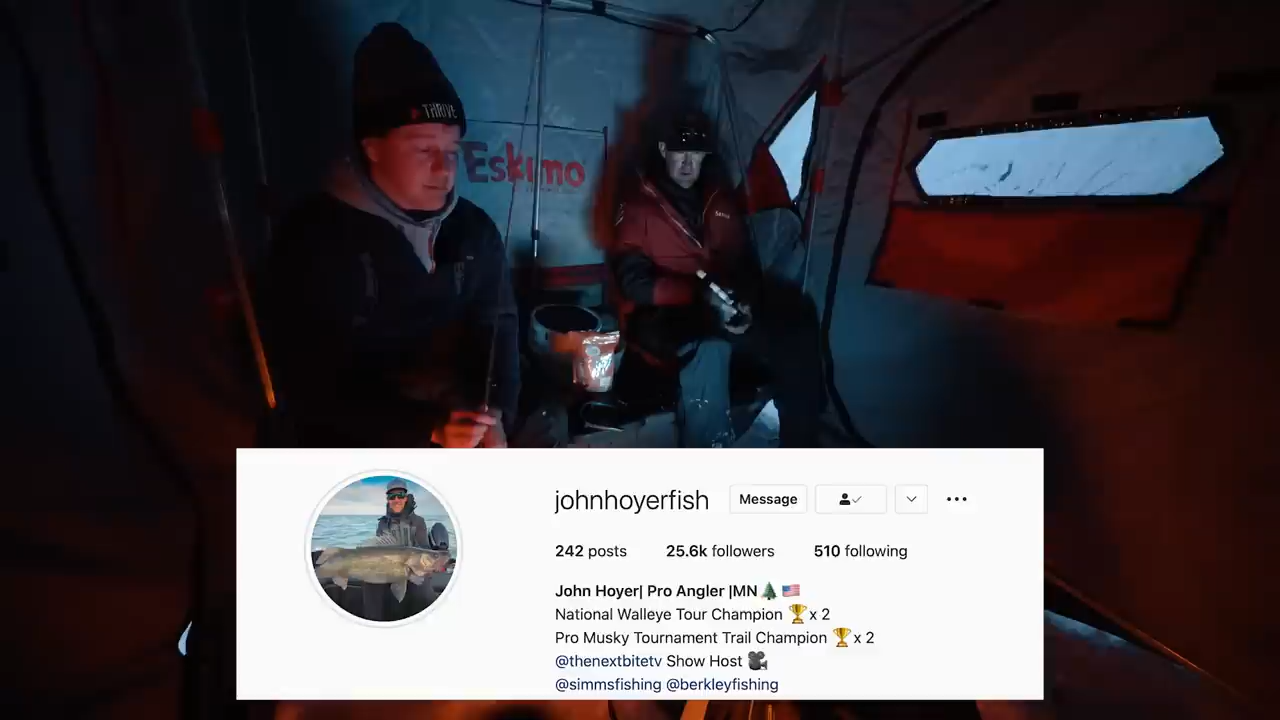 THRIVE
Eskimo
johnhoyerfish
Message
242 posts 25.6k followers 510 following
John Hoyer| Pro Angler |MN🌲🇺🇸
National Walleye Tour Champion 🏆x 2
Pro Musky Tournament Trail Champion 🏆x 2
@thenextbitetv Show Host 🎥
@simmsfishing @berkleyfishing